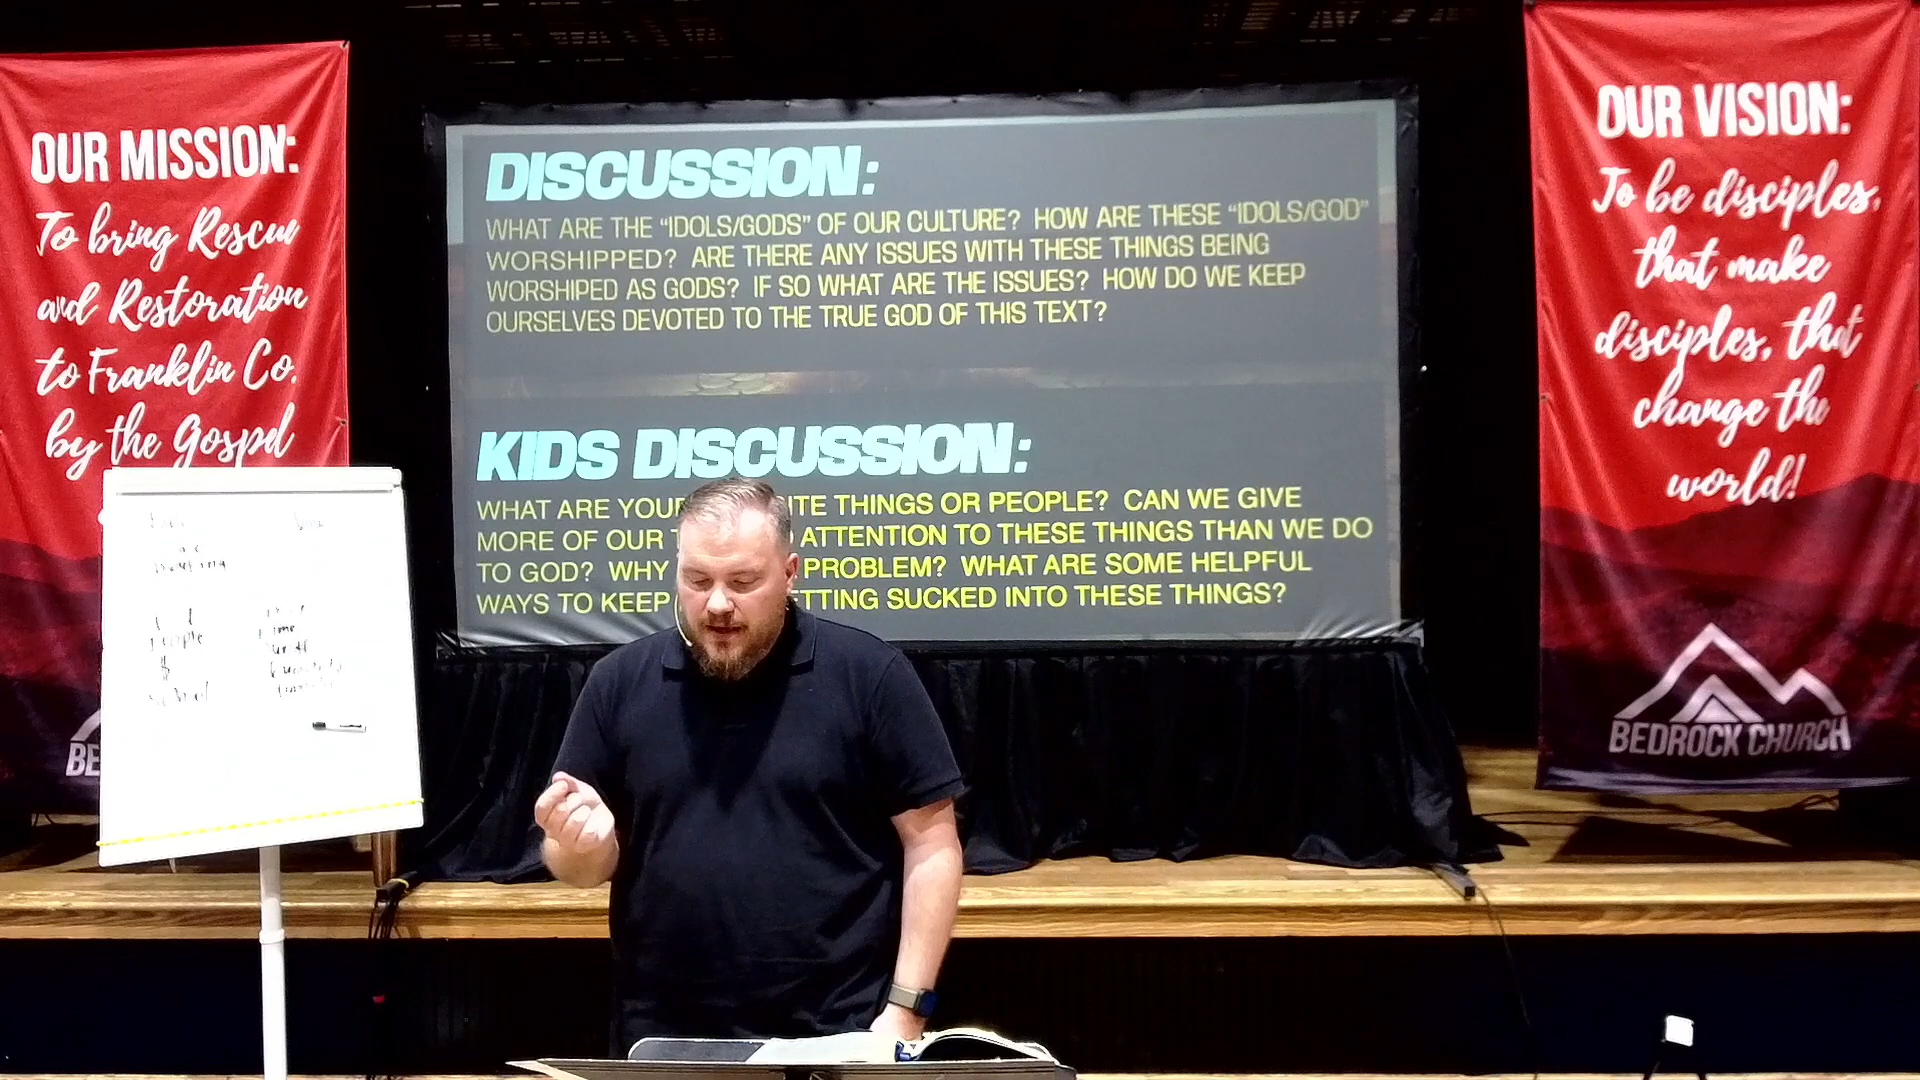 OUR MISSION:
To bring Rescue
and Restoration
to Franklin Co.
by the Gospel
BE
DISCUSSION:
WHAT ARE THE “IDOLS/GODS” OF OUR CULTURE? HOW ARE THESE “IDOLS/GOD”
WORSHIPPED? ARE THERE ANY ISSUES WITH THESE THINGS BEING
WORSHIPED AS GODS? IF SO WHAT ARE THE ISSUES? HOW DO WE KEEP
OURSELVES DEVOTED TO THE TRUE GOD OF THIS TEXT?
KIDS DISCUSSION:
WHAT ARE YOUR ITE THINGS OR PEOPLE? CAN WE GIVE
MORE OF OUR ATTENTION TO THESE THINGS THAN WE DO
TO GOD? WHY PROBLEM? WHAT ARE SOME HELPFUL
WAYS TO KEEP ETTING SUCKED INTO THESE THINGS?
people
time
$
OUR VISION:
To be disciples,
that make
disciples, that
change the
world!
BEDROCK CHURCH